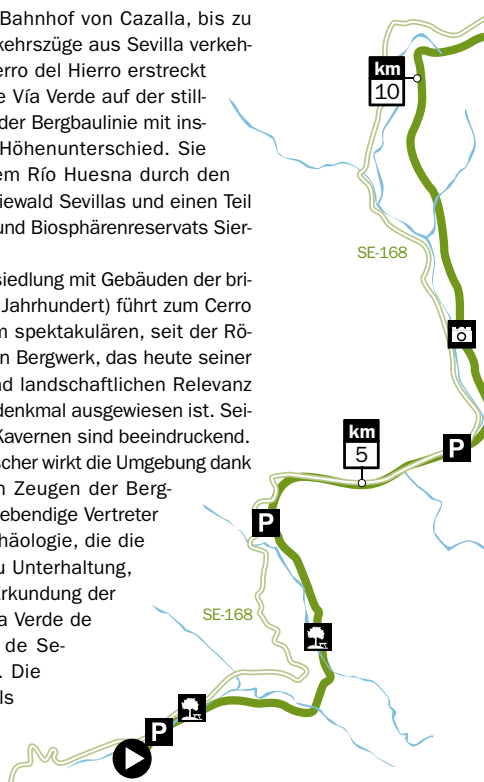 Bahnhof von Cazalla, bis zu
kehrszüge aus Sevilla verkeh-
erro del Hierro erstreckt
e Vía Verde auf der still-
der Bergbaulinie mit ins-
Höhenunterschied. Sie
em Río Huesna durch den
iewald Sevillas und einen Teil
und Biosphärenreservats Sier-
siedlung mit Gebäuden der bri-
Jahrhundert) führt zum Cerro
m spektakulären, seit der Rö-
n Bergwerk, das heute seiner
nd landschaftlichen Relevanz
denkmal ausgewiesen ist. Sei-
Kavernen sind beeindruckend.
scher wirkt die Umgebung dank
n Zeugen der Berg-
ebendige Vertreter
häologie, die die
u Unterhaltung,
Erkundung der
a Verde de
de Se-
. Die
ls
km
10
SE-168
P
km
5
P
SE-168
P